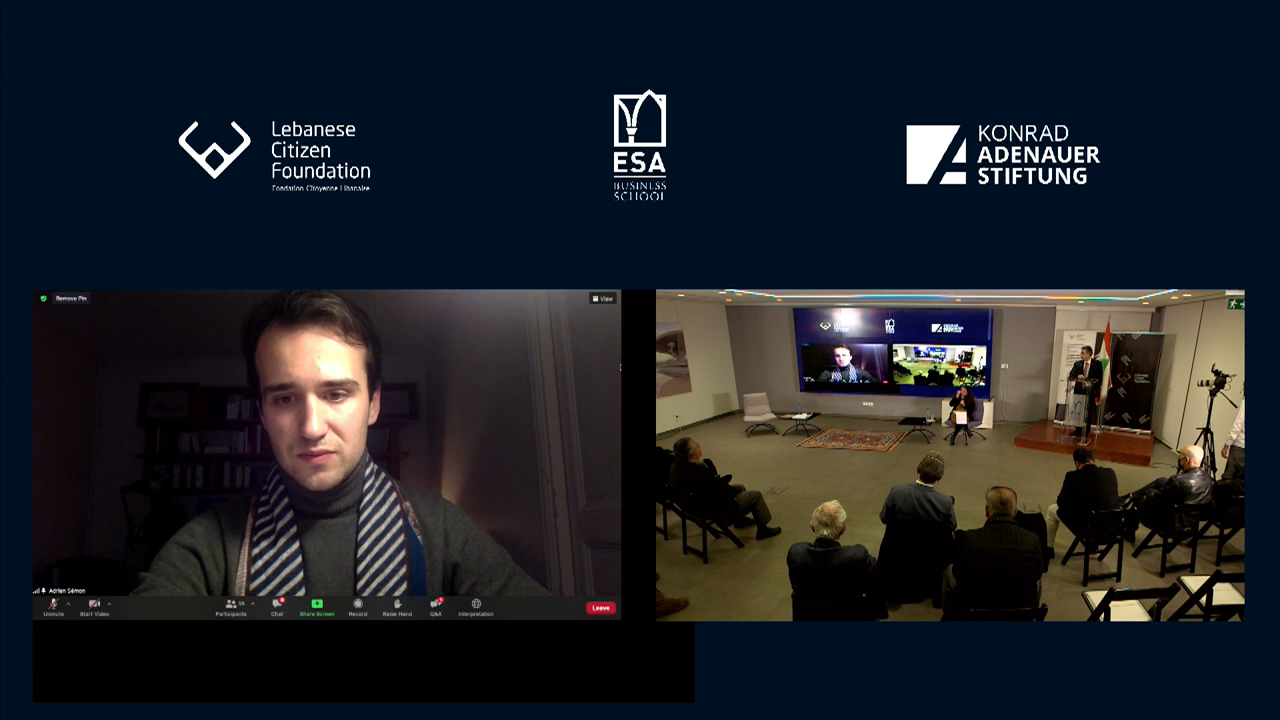 Lebanese
Citizen
Foundation
Fondation Citoyenne Libanaise
ESA
BUSINESS
SCHOOL
KONRAD
ADENAUER
STIFTUNG
Remove Pin
View
Adrien Sémon
Unmute
Start Video
Participants
Chat
Share Screen
Record
Raise Hand
Q&A
Interpretation
Leave